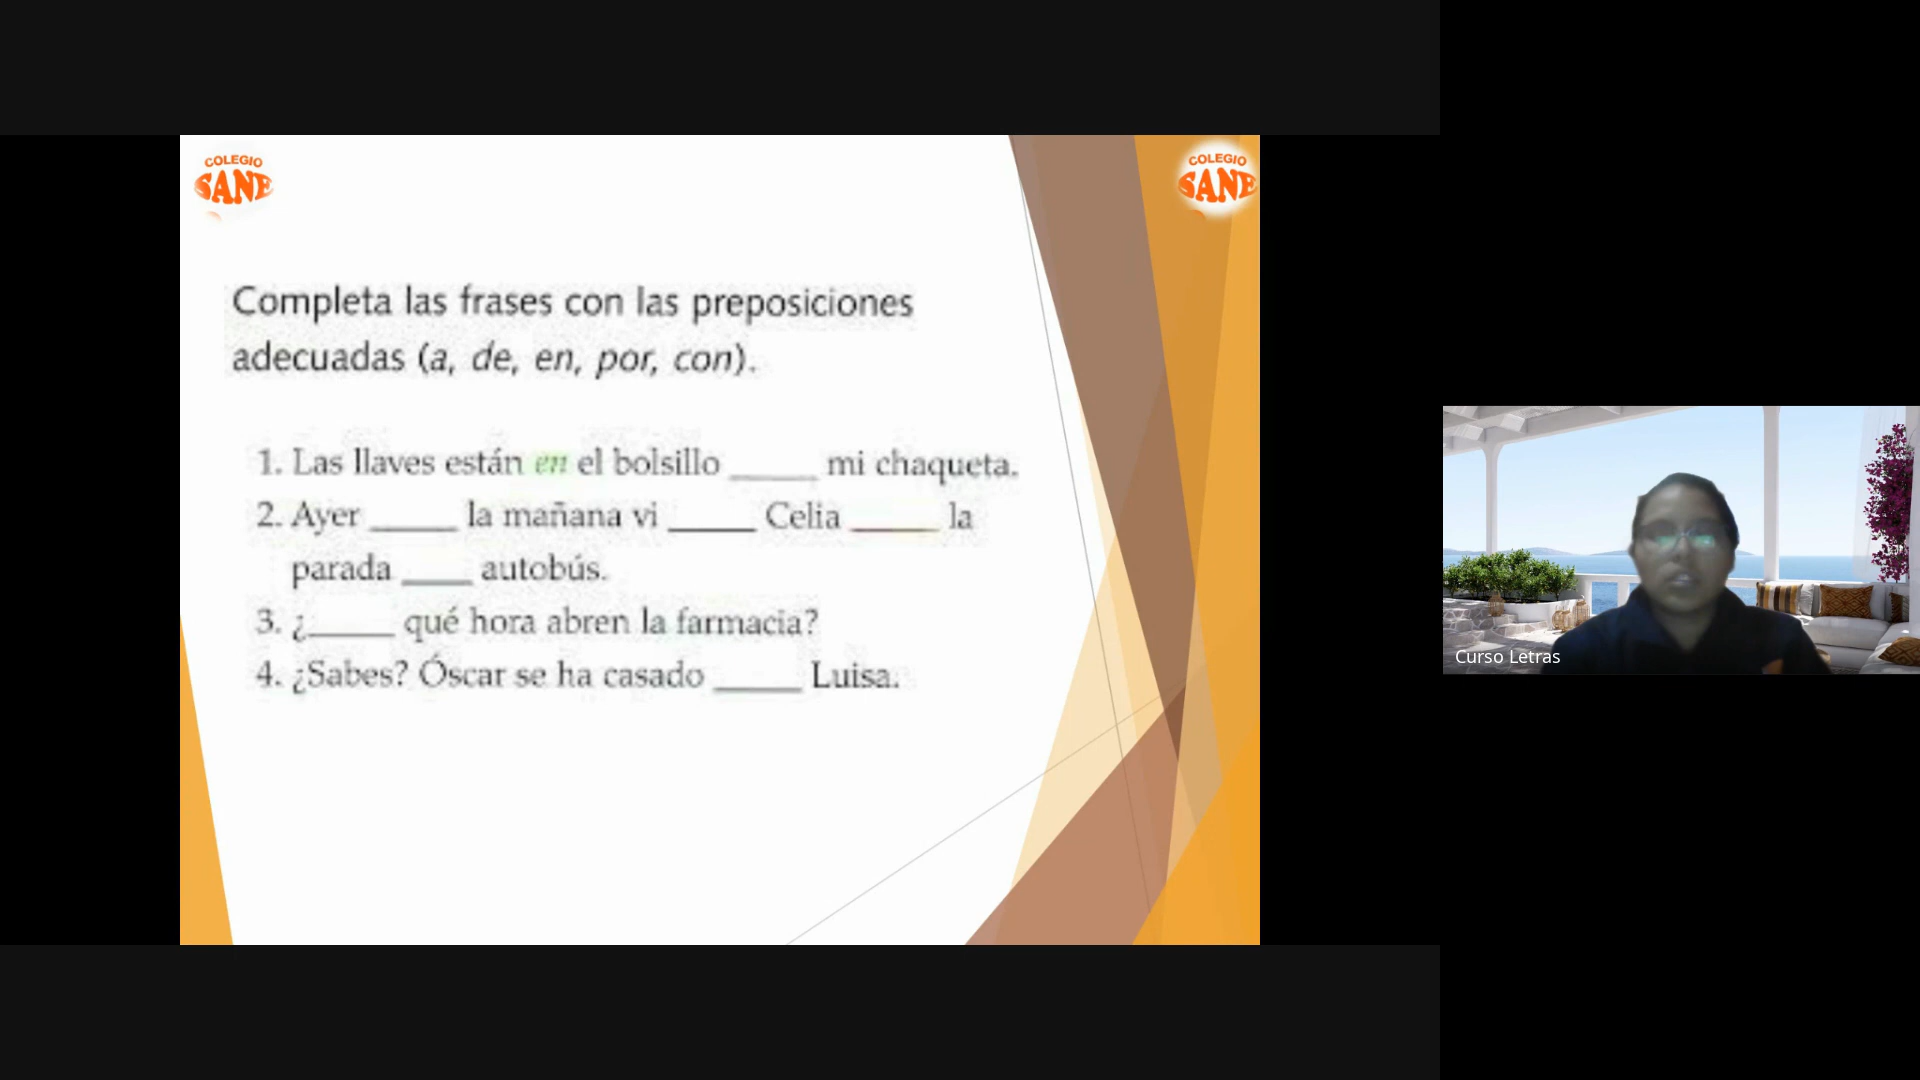 COLEGIO
SANE
COLEGIO
SANE
Completa las frases con las preposiciones
adecuadas (a, de, en, por, con).
1. Las llaves están en el bolsillo _____ mi chaqueta.
2. Ayer _____ la mañana vi _____ Celia _____ la
parada ____ autobús.
3. ¿_____ qué hora abren la farmacia?
4. ¿Sabes? Óscar se ha casado _____ Luisa.
Curso Letras